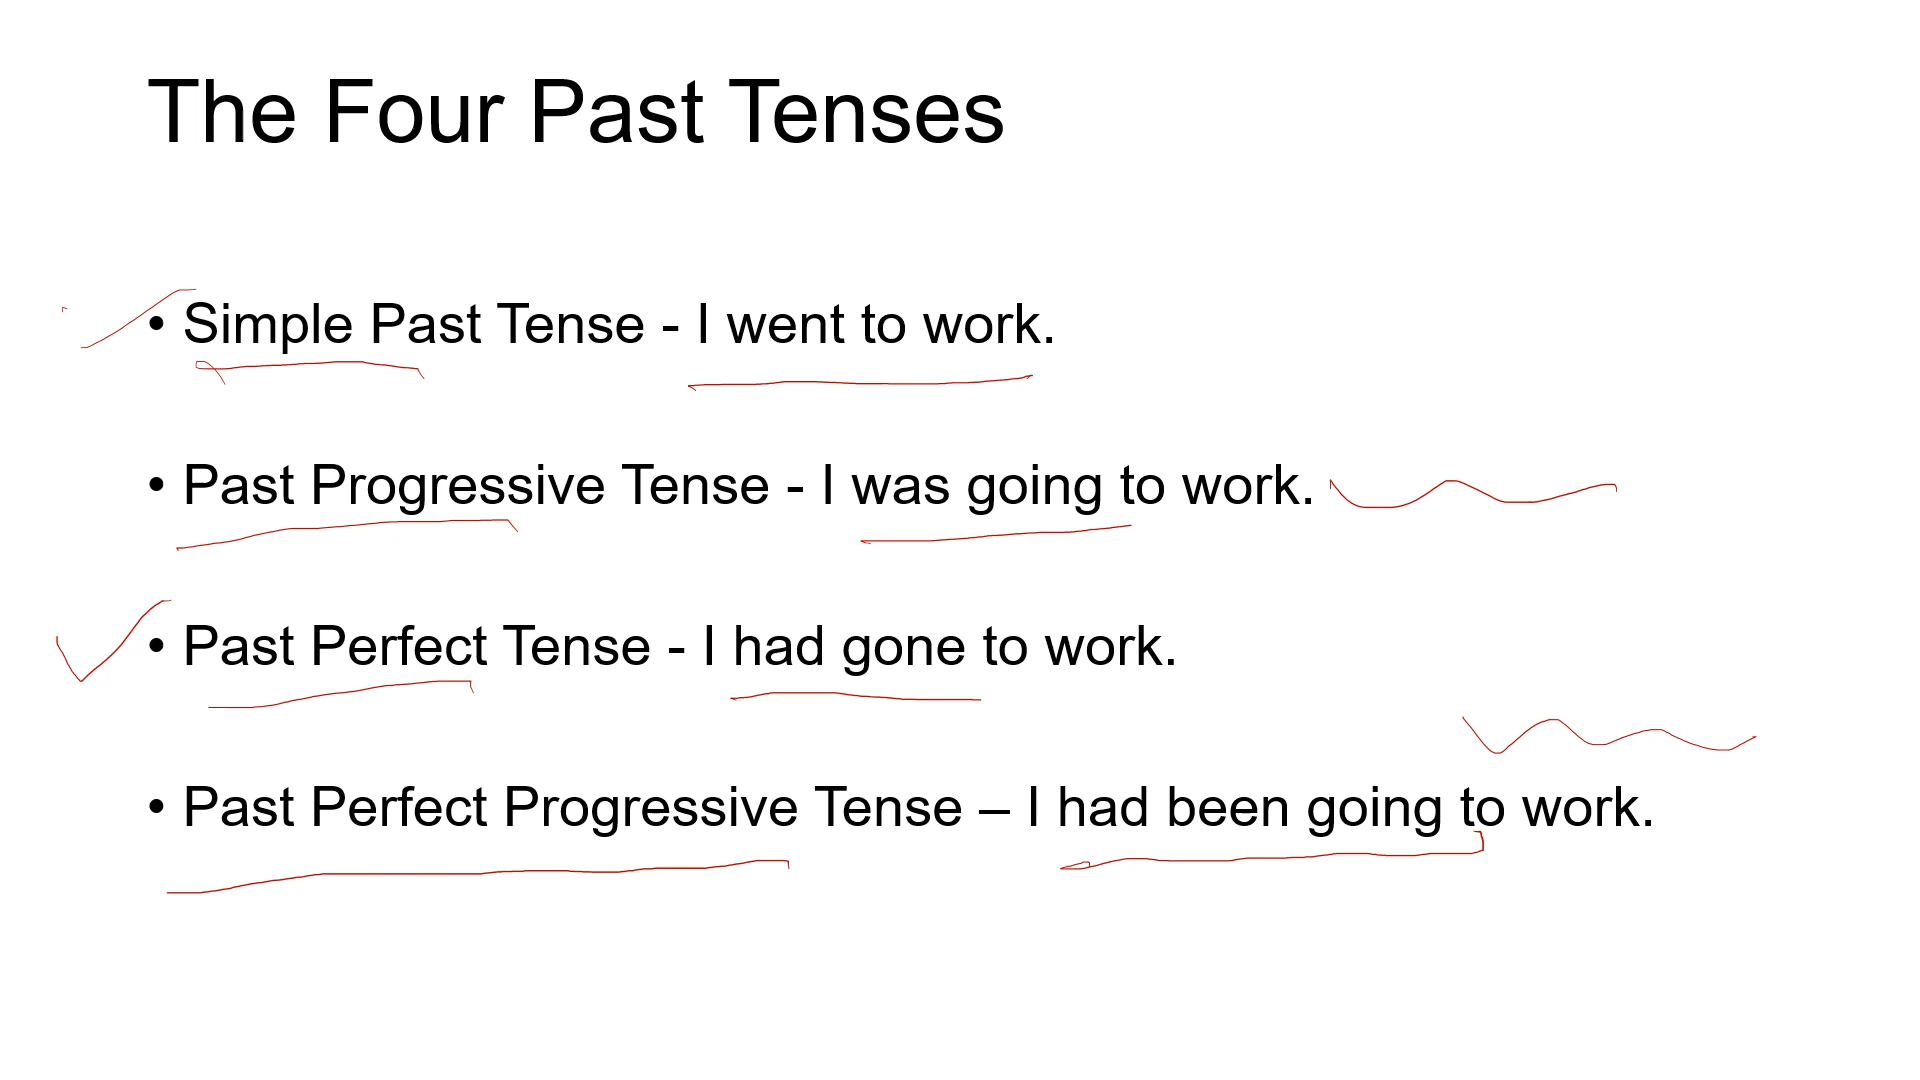 The Four Past Tenses
• Simple Past Tense - I went to work.
• Past Progressive Tense - I was going to work.
• Past Perfect Tense - I had gone to work.
• Past Perfect Progressive Tense – I had been going to work.